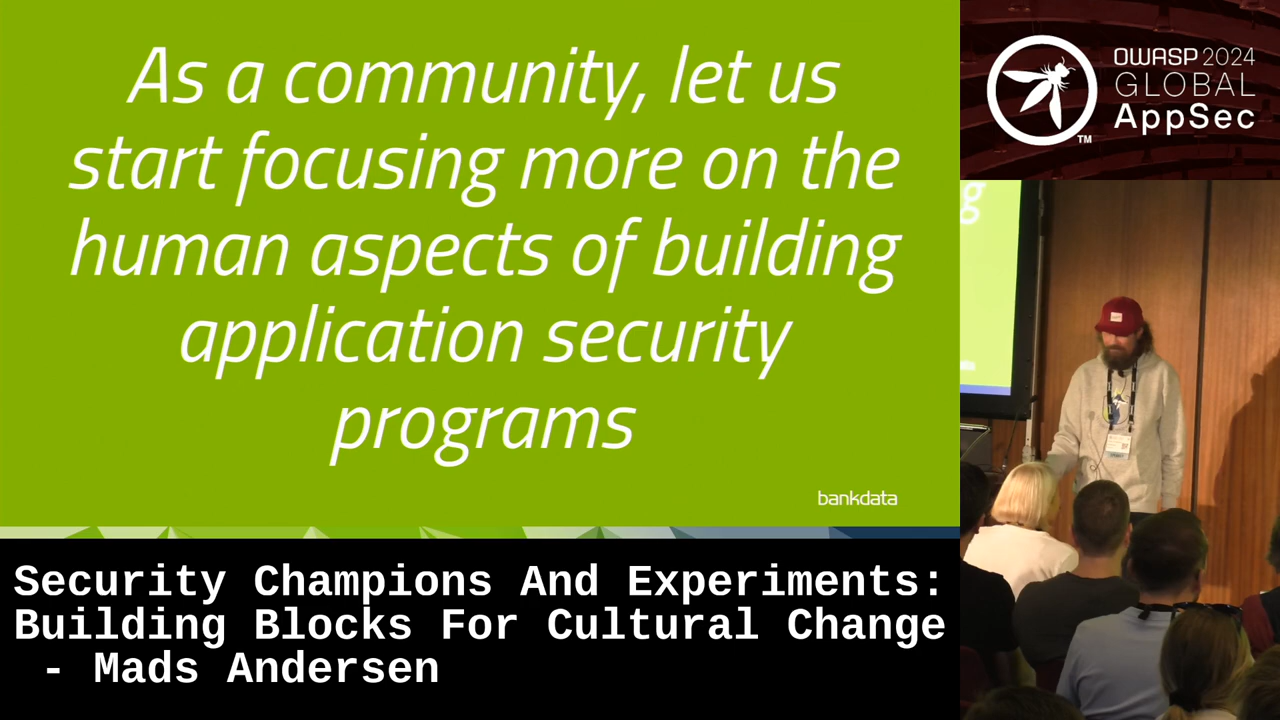 As a community, let us
start focusing more on the
human aspects of building
application security
programs
bankdata
OWASP 2024
GLOBAL
AppSec
TM
g
Security Champions And Experiments:
Building Blocks For Cultural Change
- Mads Andersen